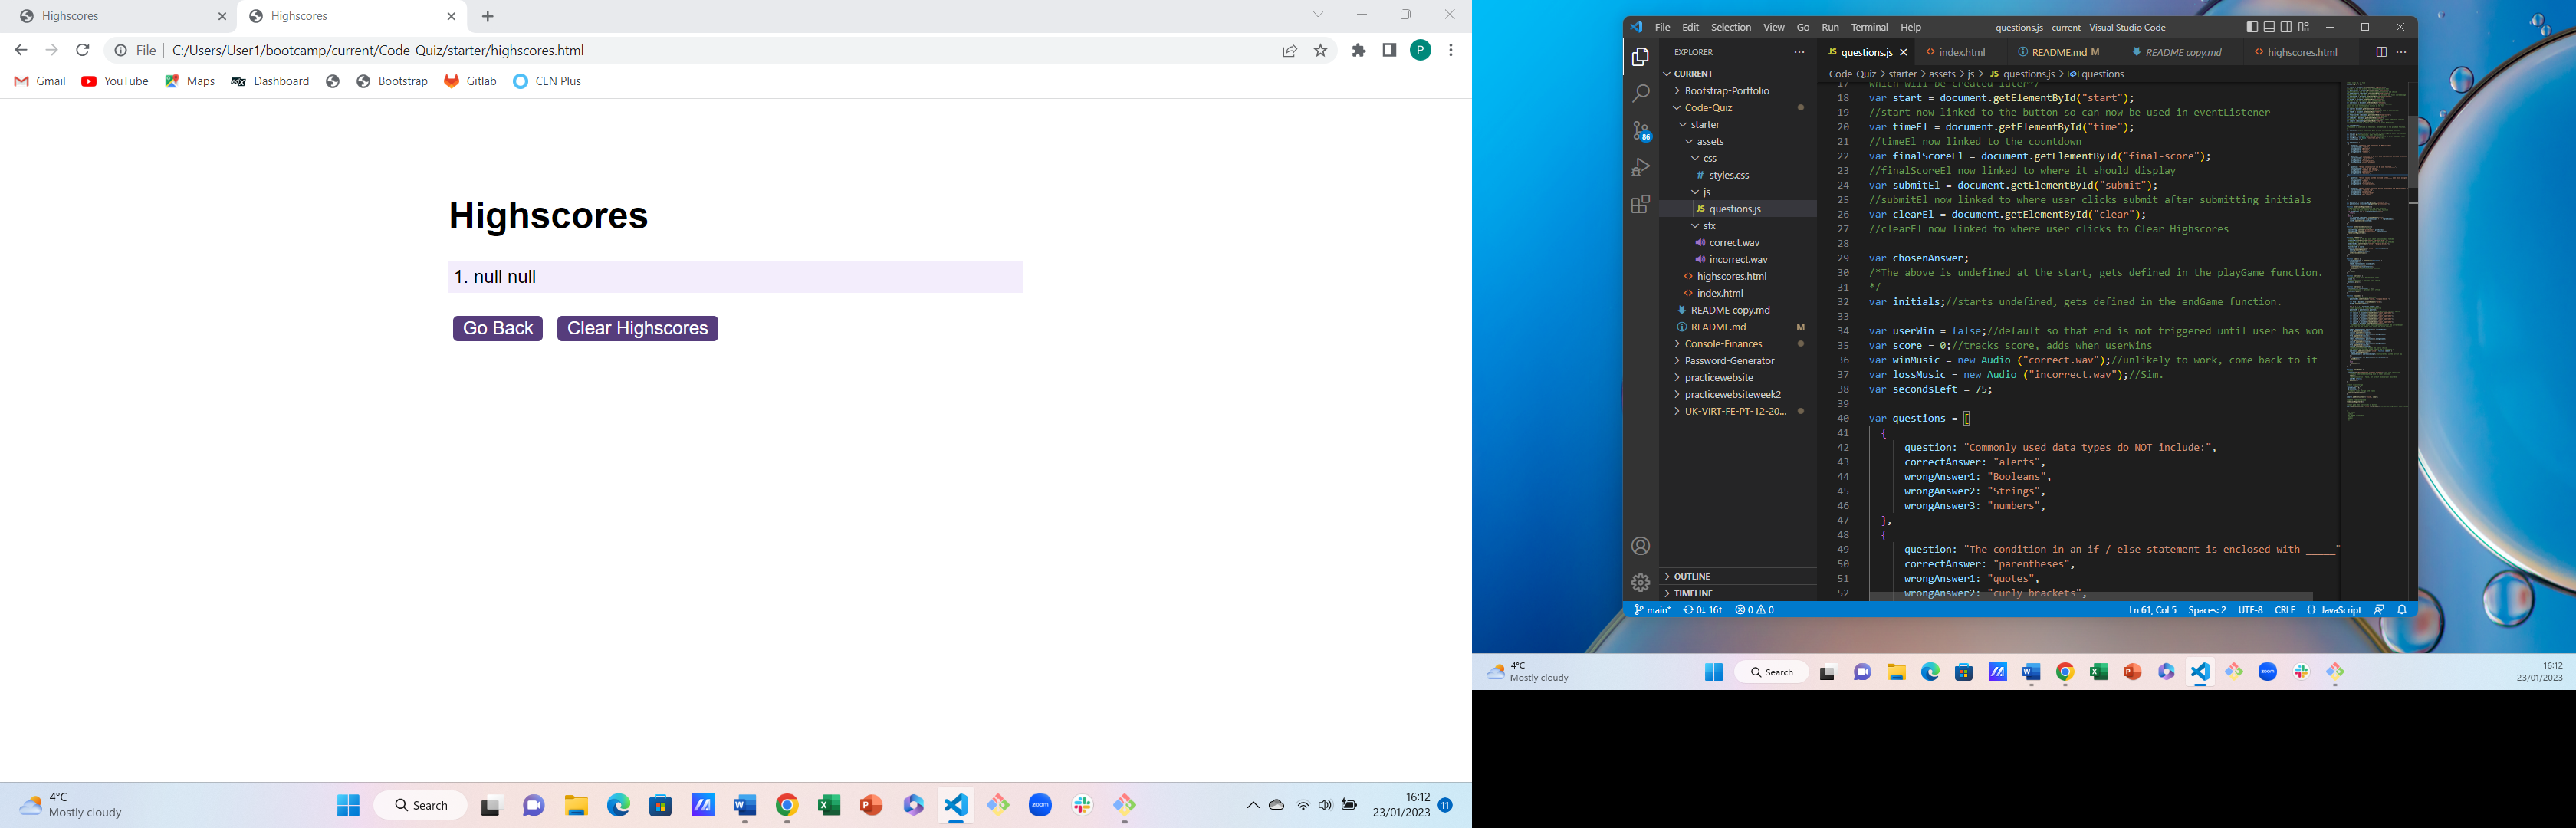 Highscores
Highscores
File
C:/Users/User1/bootcamp/current/Code-Quiz/starter/highscores.html
P
Gmail
YouTube
Maps
Dashboard
Bootstrap
Gitlab
CEN Plus
Highscores
1. null null
Go Back
Clear Highscores
4°C
Mostly cloudy
Search
zoom
16:12
23/01/2023
11
File Edit Selection View Go Run Terminal Help
questions.js - current - Visual Studio Code
EXPLORER
CURRENT
Bootstrap-Portfolio
Code-Quiz
starter
assets
css
# styles.css
js
JS questions.js
sfx
correct.wav
incorrect.wav
highscores.html
index.html
README copy.md
README.md M
Console-Finances
Password-Generator
practicewebsite
practicewebsiteweek2
UK-VIRT-FE-PT-12-20...
OUTLINE
TIMELINE
86
JS questions.js
index.html
README.md M
README copy.md
highscores.html
Code-Quiz > starter > assets > js > JS questions.js > questions
17 which will be created later*/
18 var start = document.getElementById("start");
19 //start now linked to the button so can now be used in eventListener
20 var timeEl = document.getElementById("time");
21 //timeEl now linked to the countdown
22 var finalScoreEl = document.getElementById("final-score");
23 //finalScoreEl now linked to where it should display
24 var submitEl = document.getElementById("submit");
25 //submitEl now linked to where user clicks submit after submitting initials
26 var clearEl = document.getElementById("clear");
27 //clearEl now linked to where user clicks to Clear Highscores
28
29 var chosenAnswer;
30 /*The above is undefined at the start, gets defined in the playGame function.
31 */
32 var initials;//starts undefined, gets defined in the endGame function.
33
34 var userWin = false;//default so that end is not triggered until user has won
35 var score = 0;//tracks score, adds when userWins
36 var winMusic = new Audio ("correct.wav");//unlikely to work, come back to it
37 var lossMusic = new Audio ("incorrect.wav");//Sim.
38 var secondsLeft = 75;
39
40 var questions = [
41 {
42 question: "Commonly used data types do NOT include:",
43 correctAnswer: "alerts",
44 wrongAnswer1: "Booleans",
45 wrongAnswer2: "Strings",
46 wrongAnswer3: "numbers",
47 },
48 {
49 question: "The condition in an if / else statement is enclosed with _____"
50 correctAnswer: "parentheses",
51 wrongAnswer1: "quotes",
52 wrongAnswer2: "curly brackets",
main* 0↓ 16↑ 0 0
Ln 61, Col 5 Spaces: 2 UTF-8 CRLF {} JavaScript
4°C
Mostly cloudy
Search
zoom
16:12
23/01/2023